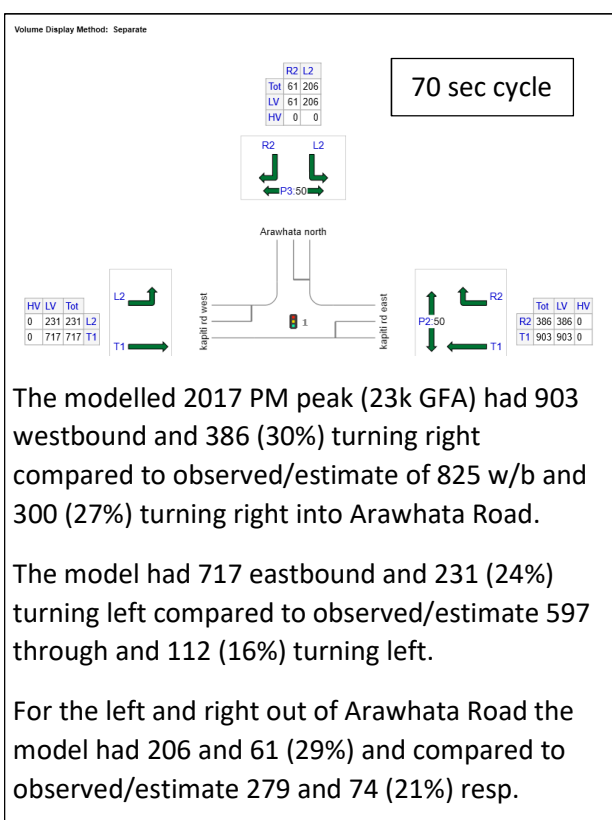 Volume Display Method: Separate
R2 L2
Tot 61 206
LV 61 206
HV 0 0
70 sec cycle
R2 L2
P3:50
Arawhata north
HV LV Tot
0 231 231 L2
0 717 717 T1
L2
T1
kapiti rd west
1
kapiti rd east
P2:50
R2
T1
Tot LV HV
R2 386 386 0
T1 903 903 0
The modelled 2017 PM peak (23k GFA) had 903
westbound and 386 (30%) turning right
compared to observed/estimate of 825 w/b and
300 (27%) turning right into Arawhata Road.
The model had 717 eastbound and 231 (24%)
turning left compared to observed/estimate 597
through and 112 (16%) turning left.
For the left and right out of Arawhata Road the
model had 206 and 61 (29%) and compared to
observed/estimate 279 and 74 (21%) resp.